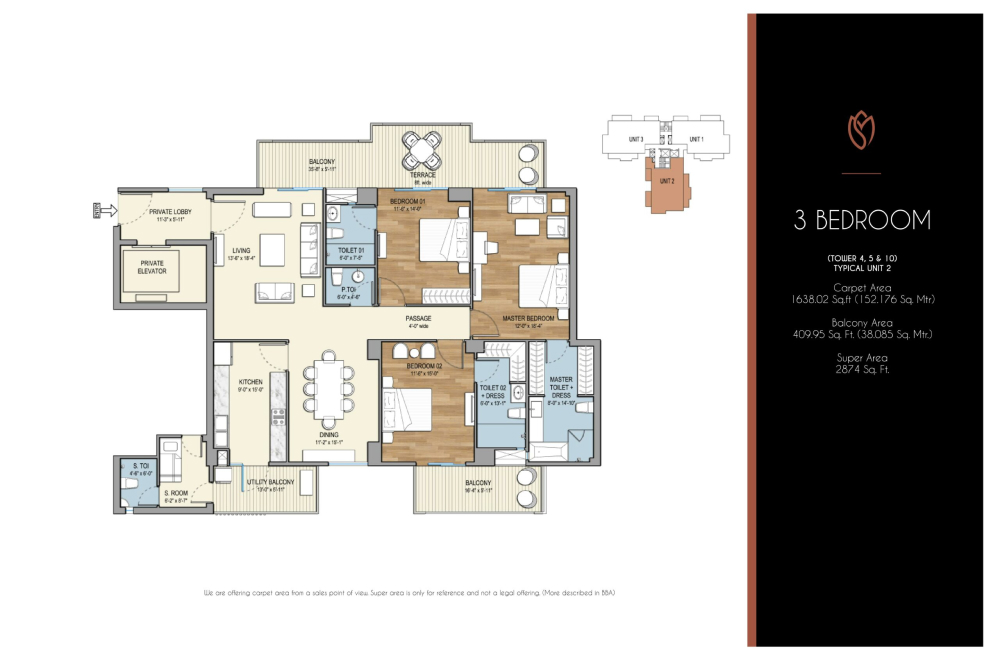 BALCONY
35'-8" x 5'-11"
TERRACE
8ft. wide
ENTRY
PRIVATE LOBBY
11'-3" x 5'-11"
PRIVATE
ELEVATOR
LIVING
13'-6" x 18'-4"
TOILET 01
6'-0" x 7'-8"
P.TOI
6'-0" x 4'-6"
BEDROOM 01
11'-6" x 14'-0"
MASTER BEDROOM
12'-0" x 18'-4"
PASSAGE
4'-0" wide
KITCHEN
9'-0" x 15'-0"
DINING
11'-2" x 15'-1"
BEDROOM 02
11'-6" x 15'-0"
TOILET 02
+ DRESS
6'-0" x 13'-1"
MASTER
TOILET +
DRESS
8'-0" x 14'-10"
S. TOI
4'-6" x 6'-0"
S. ROOM
6'-2" x 8'-7"
UTILITY BALCONY
13'-0" x 5'-11"
BALCONY
16'-4" x 5'-11"
UNIT 3
UNIT 1
UNIT 2
We are offering carpet area from a sales point of view. Super area is only for reference and not a legal offering. (More described in BBA)
3 BEDROOM
(TOWER 4, 5 & 10)
TYPICAL UNIT 2
Carpet Area
1638.02 Sq.ft (152.176 Sq. Mtr)
Balcony Area
409.95 Sq. Ft. (38.085 Sq. Mtr.)
Super Area
2874 Sq. Ft.